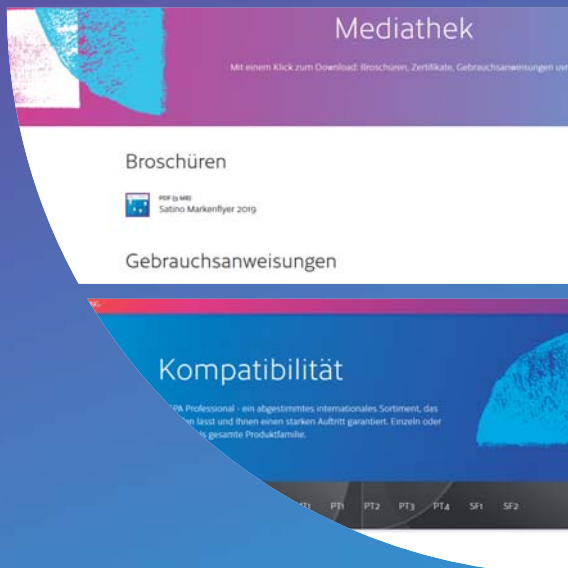 Mediathek
Mit einem Klick zum Download: Broschüren, Zertifikate, Gebrauchsanweisungen uvm
Broschüren
PDF (5 MB)
Satino Markenflyer 2019
Gebrauchsanweisungen
Kompatibilität
Professional - ein abgestimmtes internationales Sortiment, das
lässt und Ihnen einen starken Auftritt garantiert. Einzeln oder
gesamte Produktfamilie.
PT1 PT2 PT3 PT4 SF1 SF2